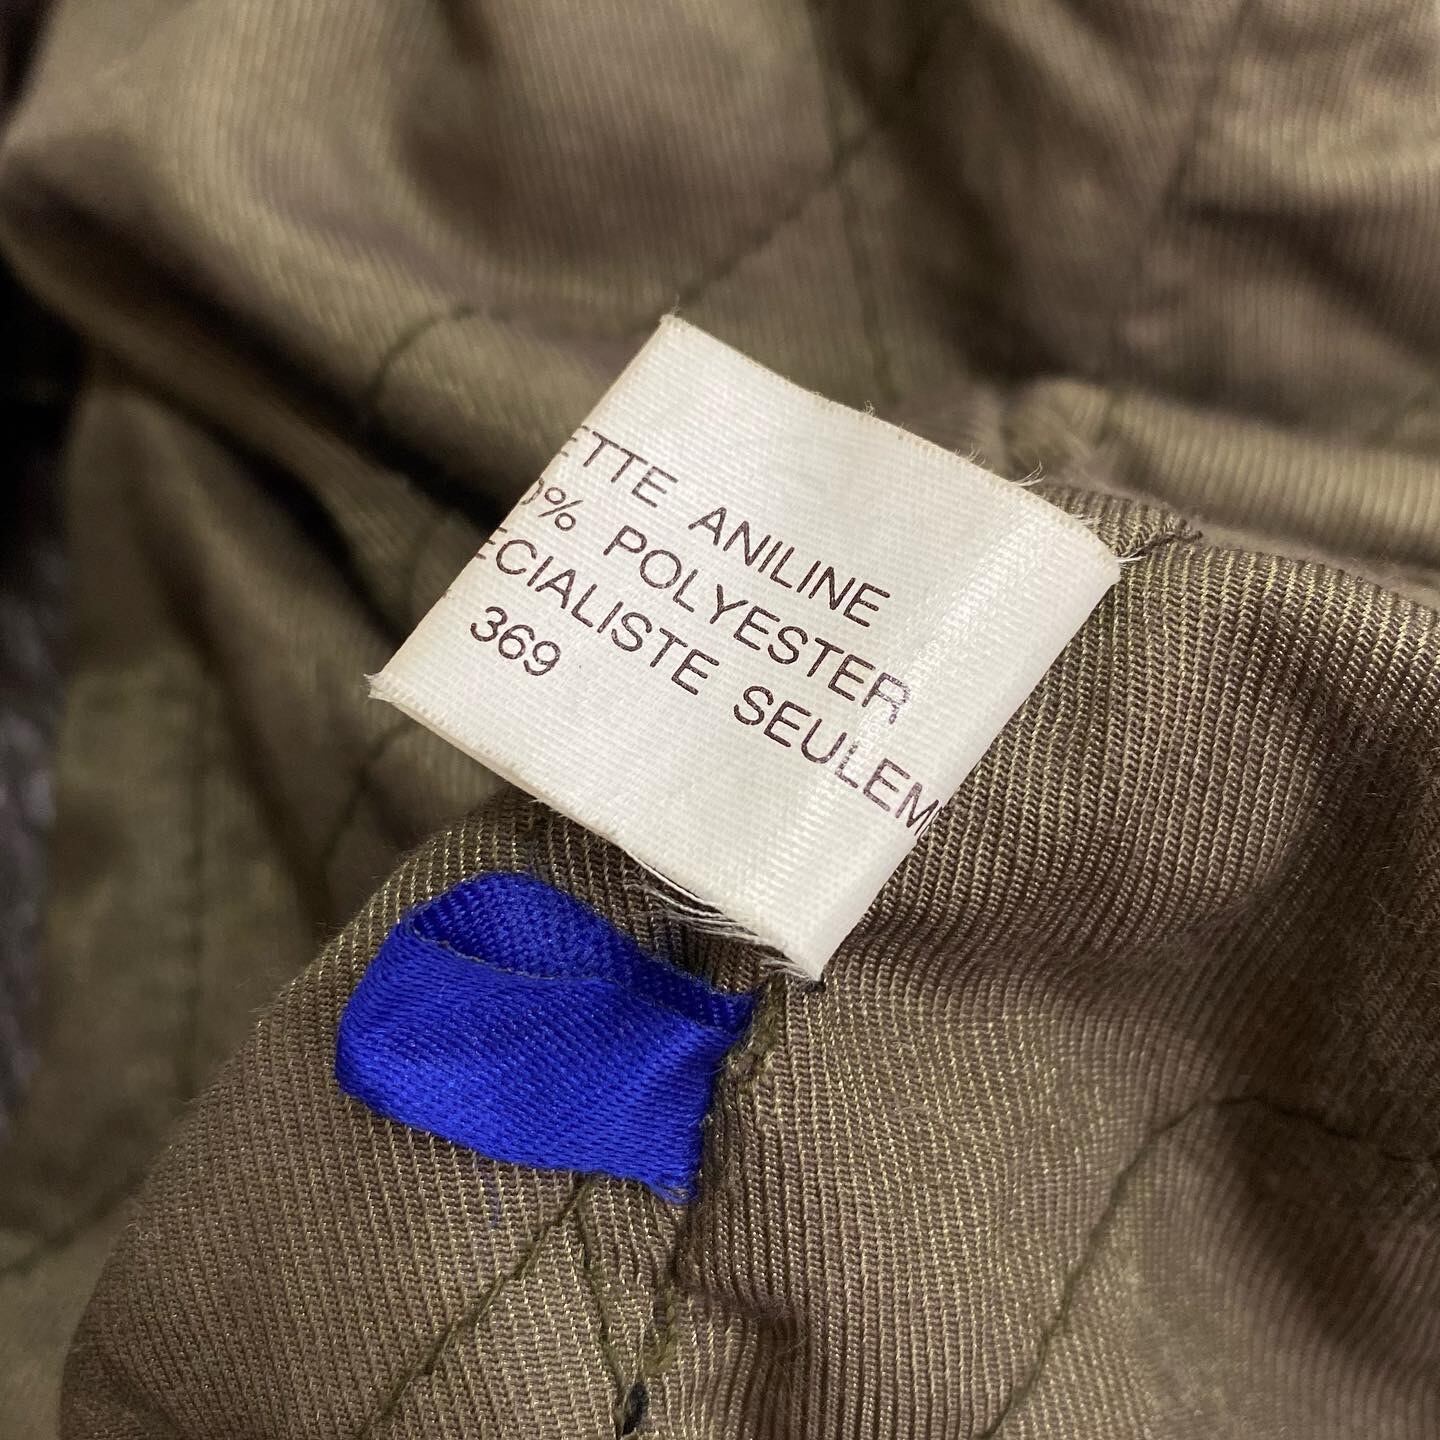 ETTE ANILINE
0% POLYESTER
ECIALISTE SEULEM
369